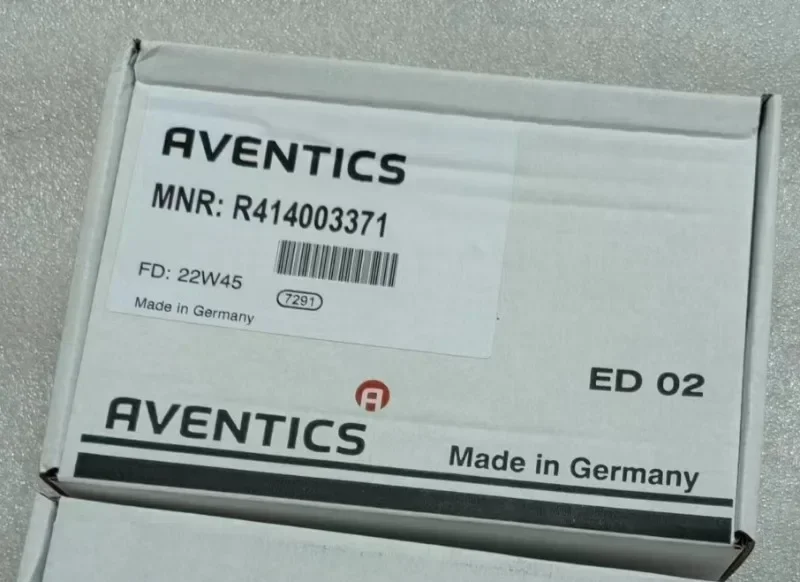 AVENTICS
MNR: R414003371
FD: 22W45
7291
Made in Germany
ED 02
A
AVENTICS
Made in Germany